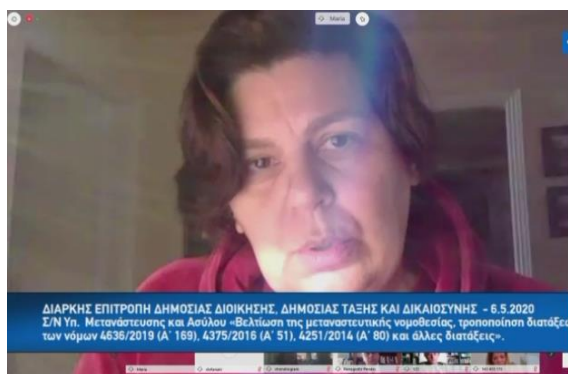 Maria
ΔΙΑΡΚΗΣ ΕΠΙΤΡΟΠΗ ΔΗΜΟΣΙΑΣ ΔΙΟΙΚΗΣΗΣ, ΔΗΜΟΣΙΑΣ ΤΑΞΗΣ ΚΑΙ ΔΙΚΑΙΟΣΥΝΗΣ - 6.5.2020
Σ/Ν Υπ. Μετανάστευσης και Ασύλου «Βελτίωση της μεταναστευτικής νομοθεσίας, τροποποίηση διατάξε
των νόμων 4636/2019 (Α΄ 169), 4375/2016 (Α΄ 51), 4251/2014 (Α΄ 80) και άλλες διατάξεις».
Maria